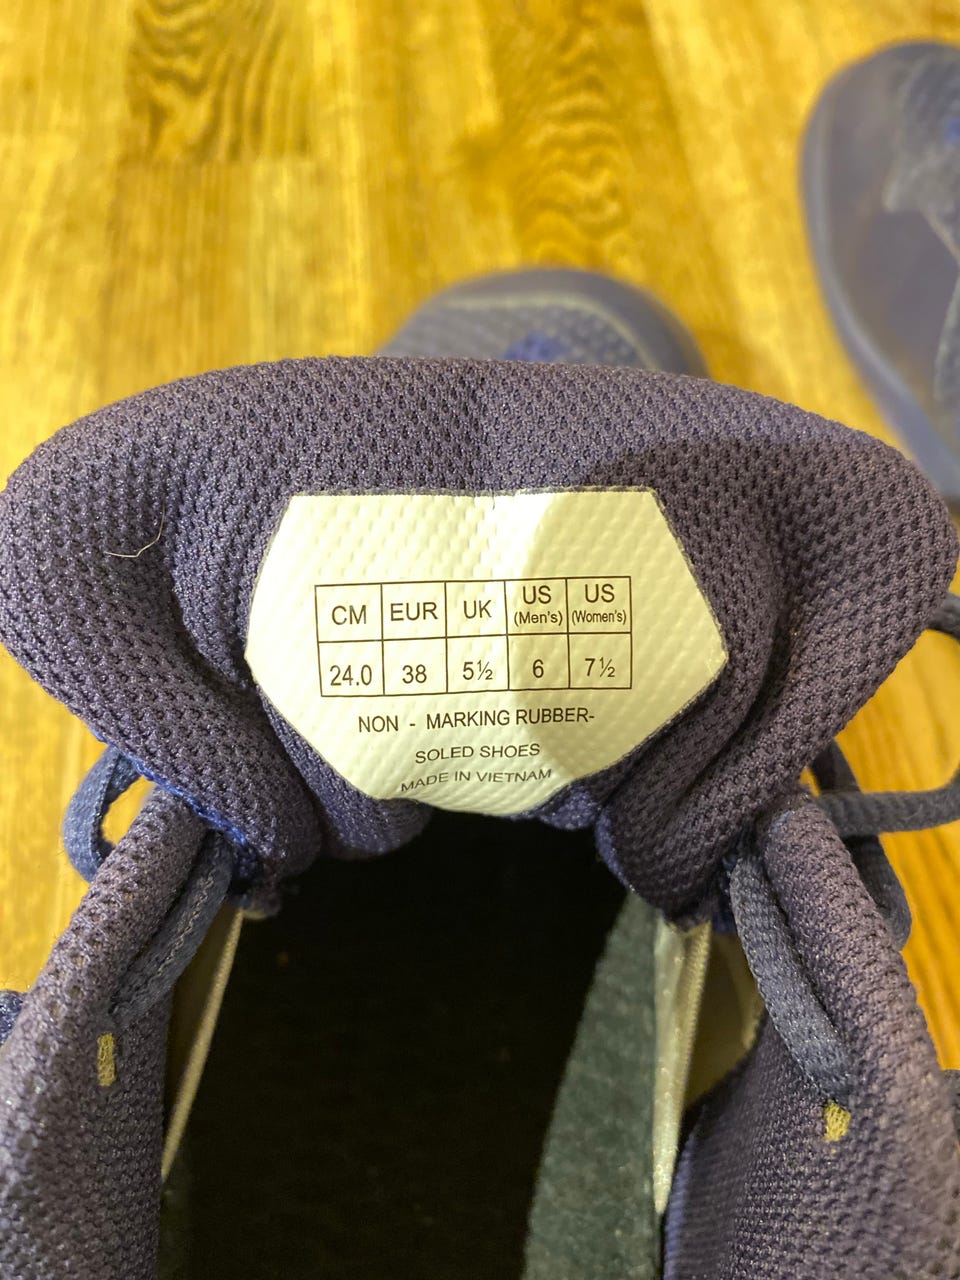 CM EUR UK US (Men's) US (Women's)
24.0 38 5½ 6 7½
NON - MARKING RUBBER-
SOLED SHOES
MADE IN VIETNAM